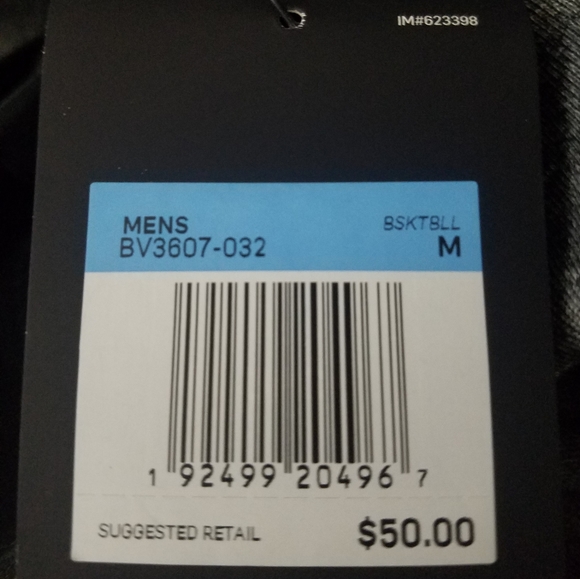 IM#623398
MENS BSKTBLL
BV3607-032 M
1 92499 20496 7
SUGGESTED RETAIL $50.00